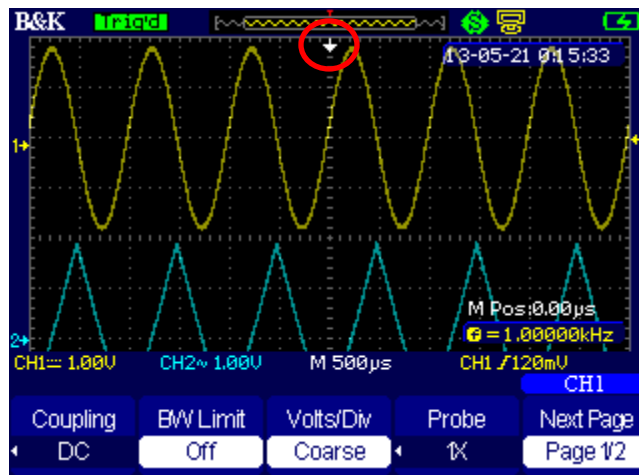 B&K Trig'd
13-05-21 01:15:33
1
M Pos:0.00μs
f = 1.00000kHz
2
CH1 1.00V CH2~ 1.00V M 500μs CH1 120mV
CH1
Coupling BW Limit Volts/Div Probe Next Page
DC Off Coarse 1X Page 1/2